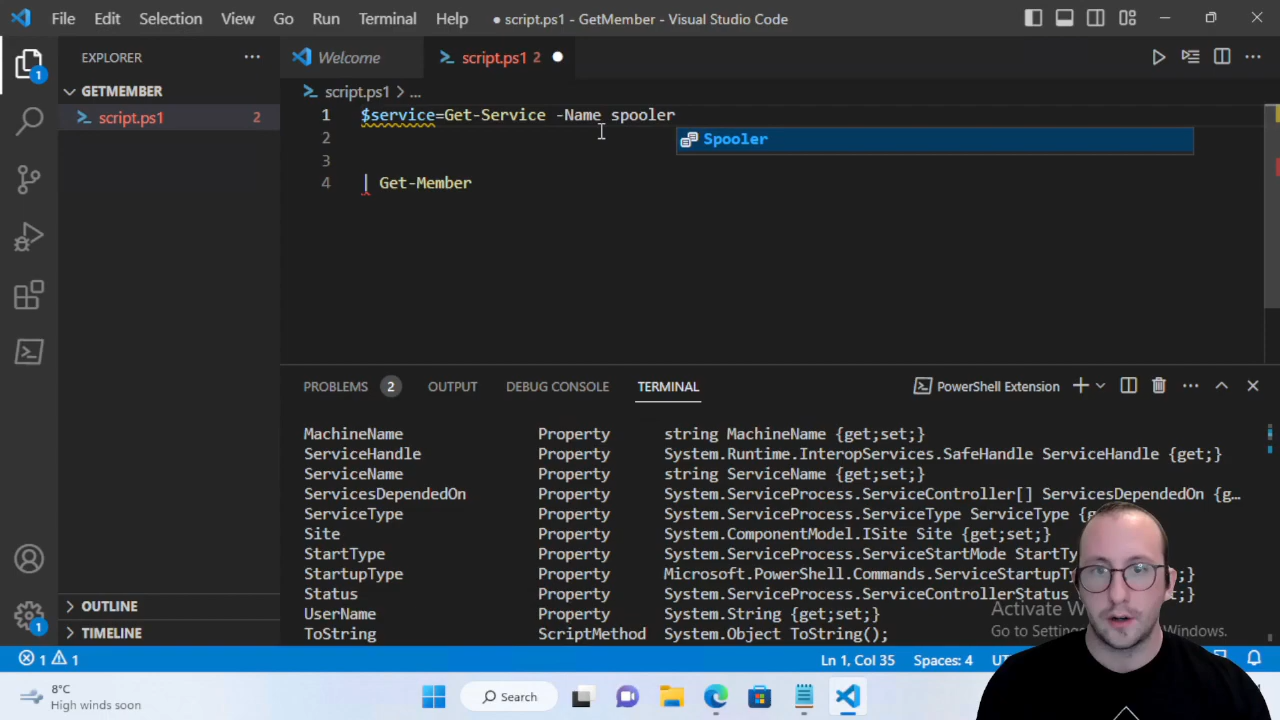 File Edit Selection View Go Run Terminal Help
● script.ps1 - GetMember - Visual Studio Code
1
EXPLORER
GETMEMBER
script.ps1 2
OUTLINE
TIMELINE
1
Welcome
script.ps1 2 ●
script.ps1 > ...
1 $service=Get-Service -Name spooler
Spooler
2
3
4 | Get-Member
PROBLEMS 2 OUTPUT DEBUG CONSOLE TERMINAL
PowerShell Extension
MachineName Property string MachineName {get;set;}
ServiceHandle Property System.Runtime.InteropServices.SafeHandle ServiceHandle {get;}
ServiceName Property string ServiceName {get;set;}
ServicesDependedOn Property System.ServiceProcess.ServiceController[] ServicesDependedOn {g…
ServiceType Property System.ServiceProcess.ServiceType ServiceType {ge
Site Property System.ComponentModel.ISite Site {get;set;}
StartType Property System.ServiceProcess.ServiceStartMode StartTy
StartupType Property Microsoft.PowerShell.Commands.ServiceStartupT t;}
Status Property System.ServiceProcess.ServiceControllerStatus t;}
UserName Property System.String {get;set;}
ToString ScriptMethod System.Object ToString();
Activate W
Go to Setting Windows.
1 1
Ln 1, Col 35 Spaces: 4 UT
8°C
High winds soon
Search